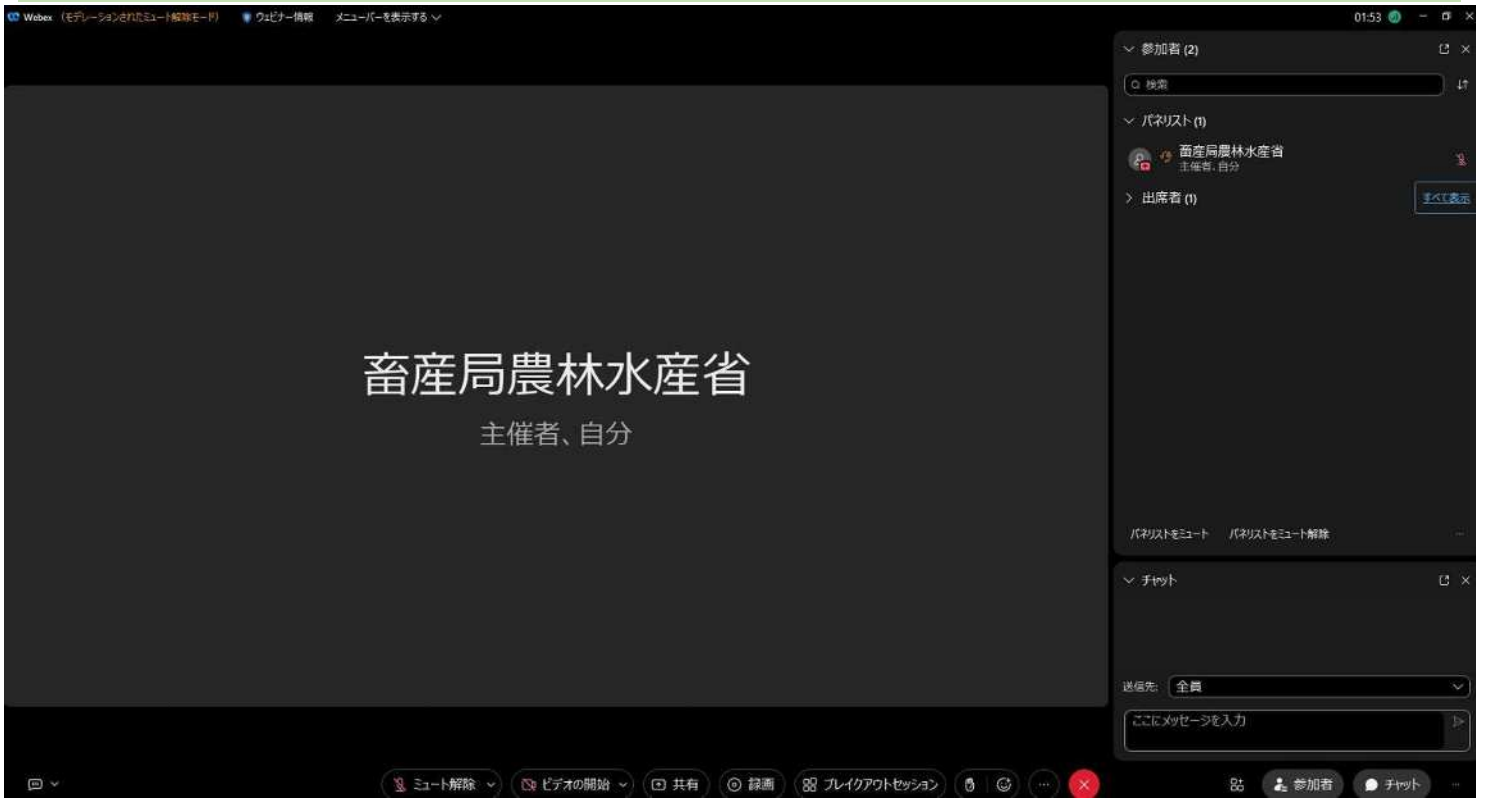 Webex (モデレーションされたミュート解除モード) ウェビナー情報 メニューバーを表示する 01:53
参加者 (2)
検索
パネリスト (1)
畜産局農林水産省
主催者、自分
出席者 (1) すべて表示
畜産局農林水産省
主催者、自分
パネリストをミュート パネリストをミュート解除
チャット
送信先: 全員
ここにメッセージを入力
ミュート解除 ビデオの開始 共有 録画 ブレイクアウトセッション 参加者 チャット